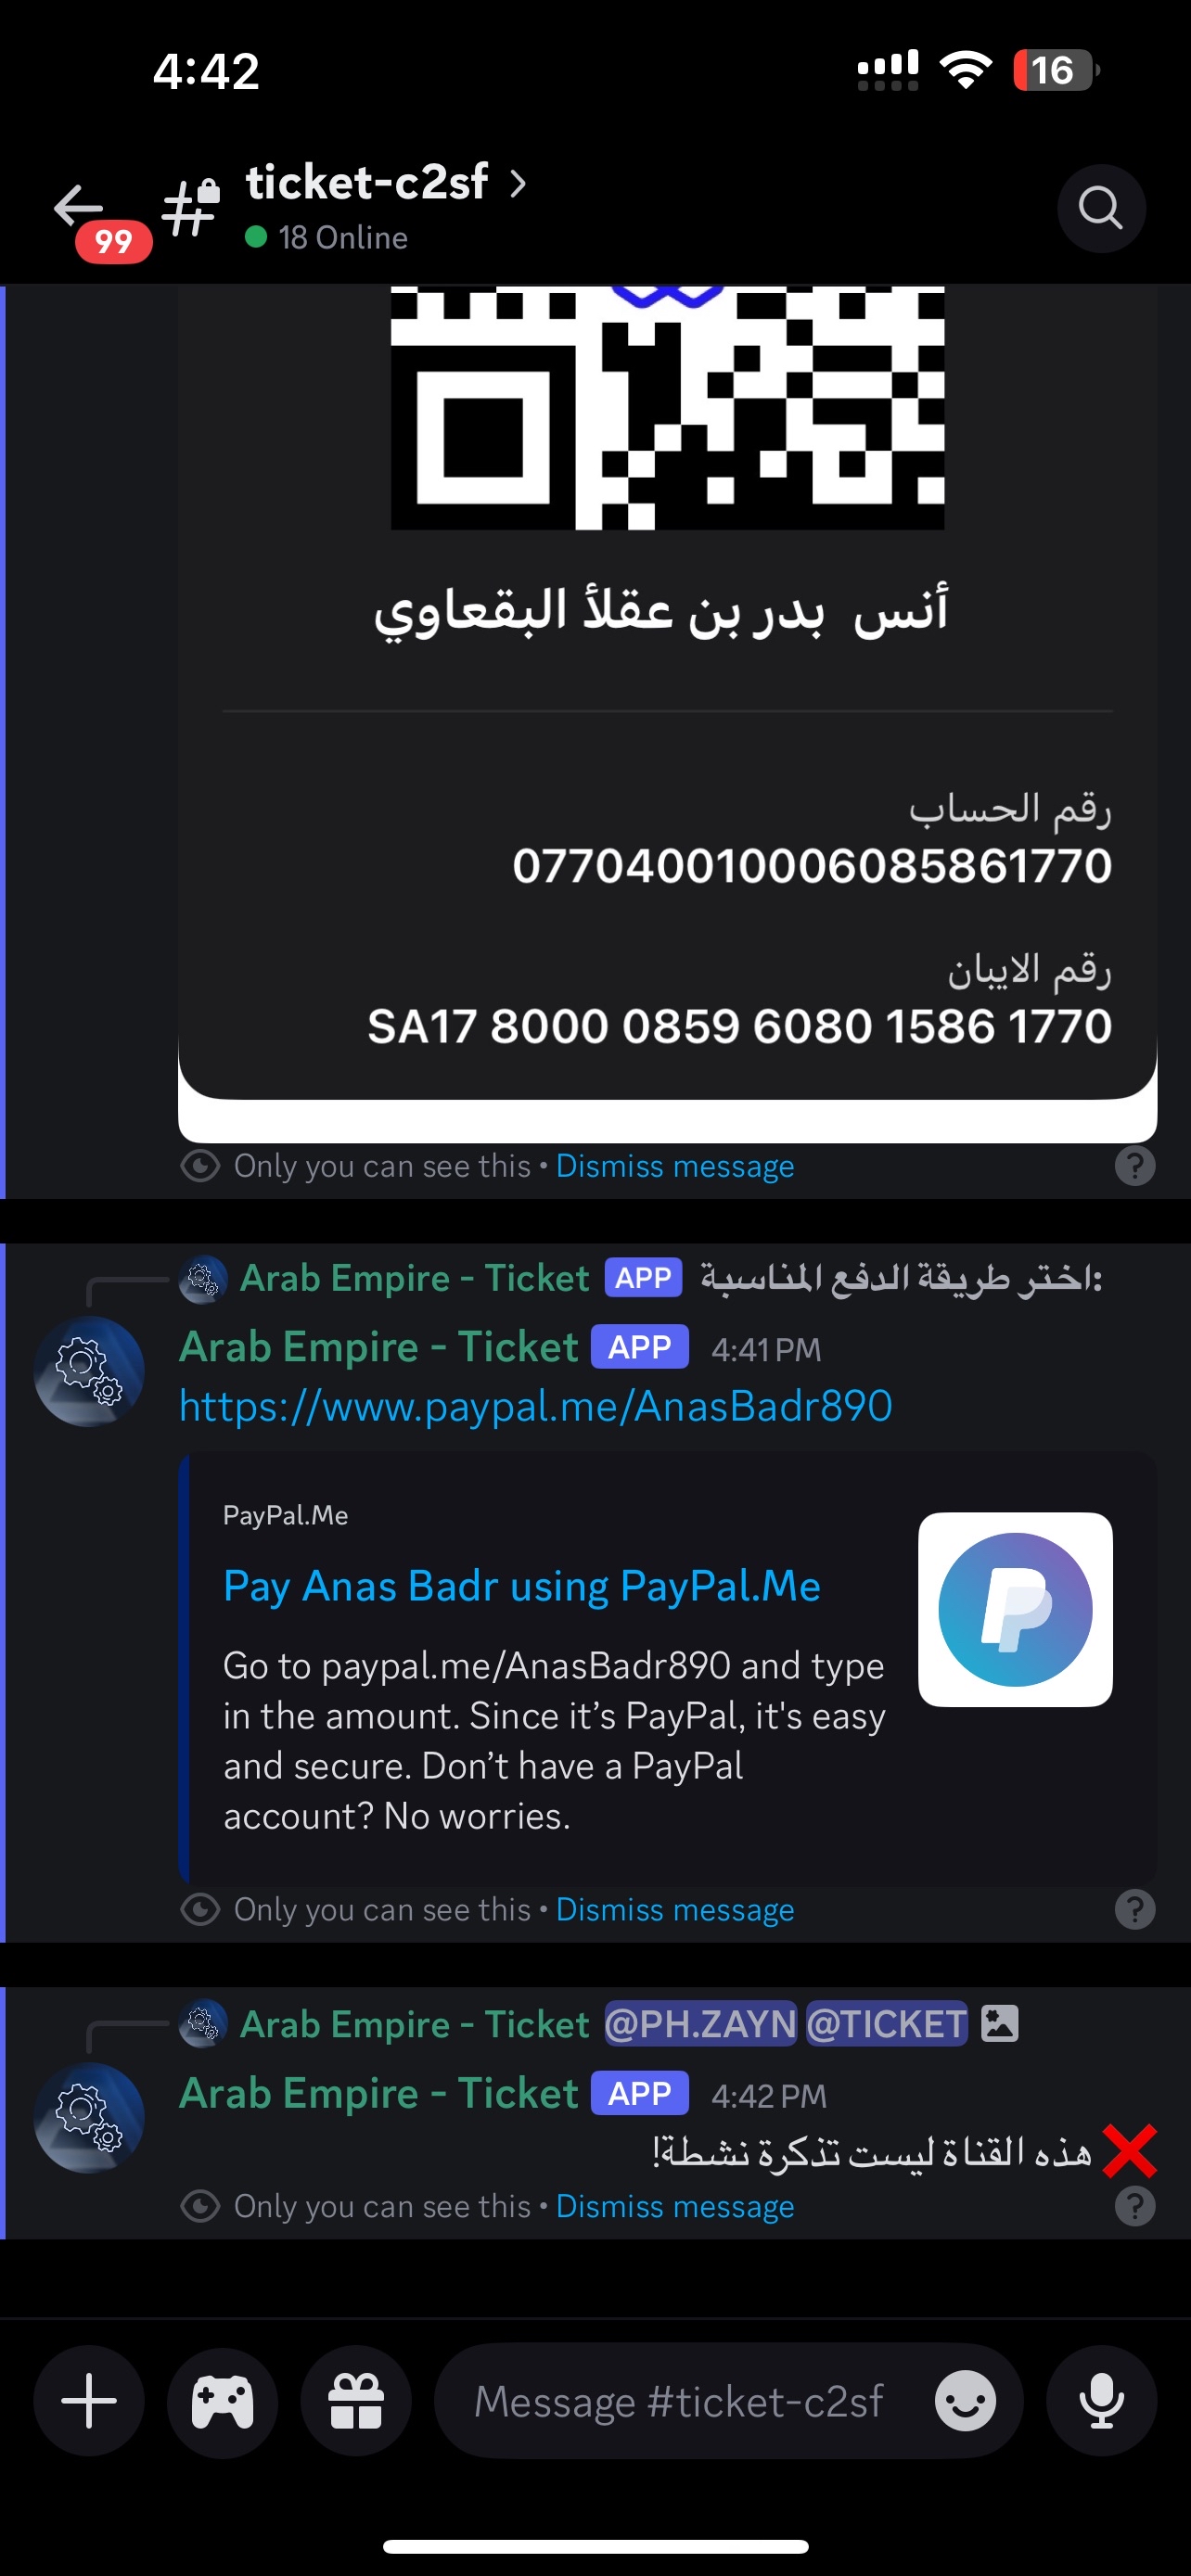 4:42
16
ticket-c2sf
99
18 Online
أنس بدر بن عقلأ البقعاوي
رقم الحساب
077040010006085861770
رقم الايبان
SA17 8000 0859 6080 1586 1770
Only you can see this • Dismiss message
?
Arab Empire - Ticket APP اختر طريقة الدفع المناسبة:
Arab Empire - Ticket APP 4:41 PM
https://www.paypal.me/AnasBadr890
PayPal.Me
Pay Anas Badr using PayPal.Me
Go to paypal.me/AnasBadr890 and type
in the amount. Since it’s PayPal, it's easy
and secure. Don’t have a PayPal
account? No worries.
Only you can see this • Dismiss message
?
Arab Empire - Ticket @PH.ZAYN @TICKET
Arab Empire - Ticket APP 4:42 PM
❌ هذه القناة ليست تذكرة نشطة!
Only you can see this • Dismiss message
?
Message #ticket-c2sf